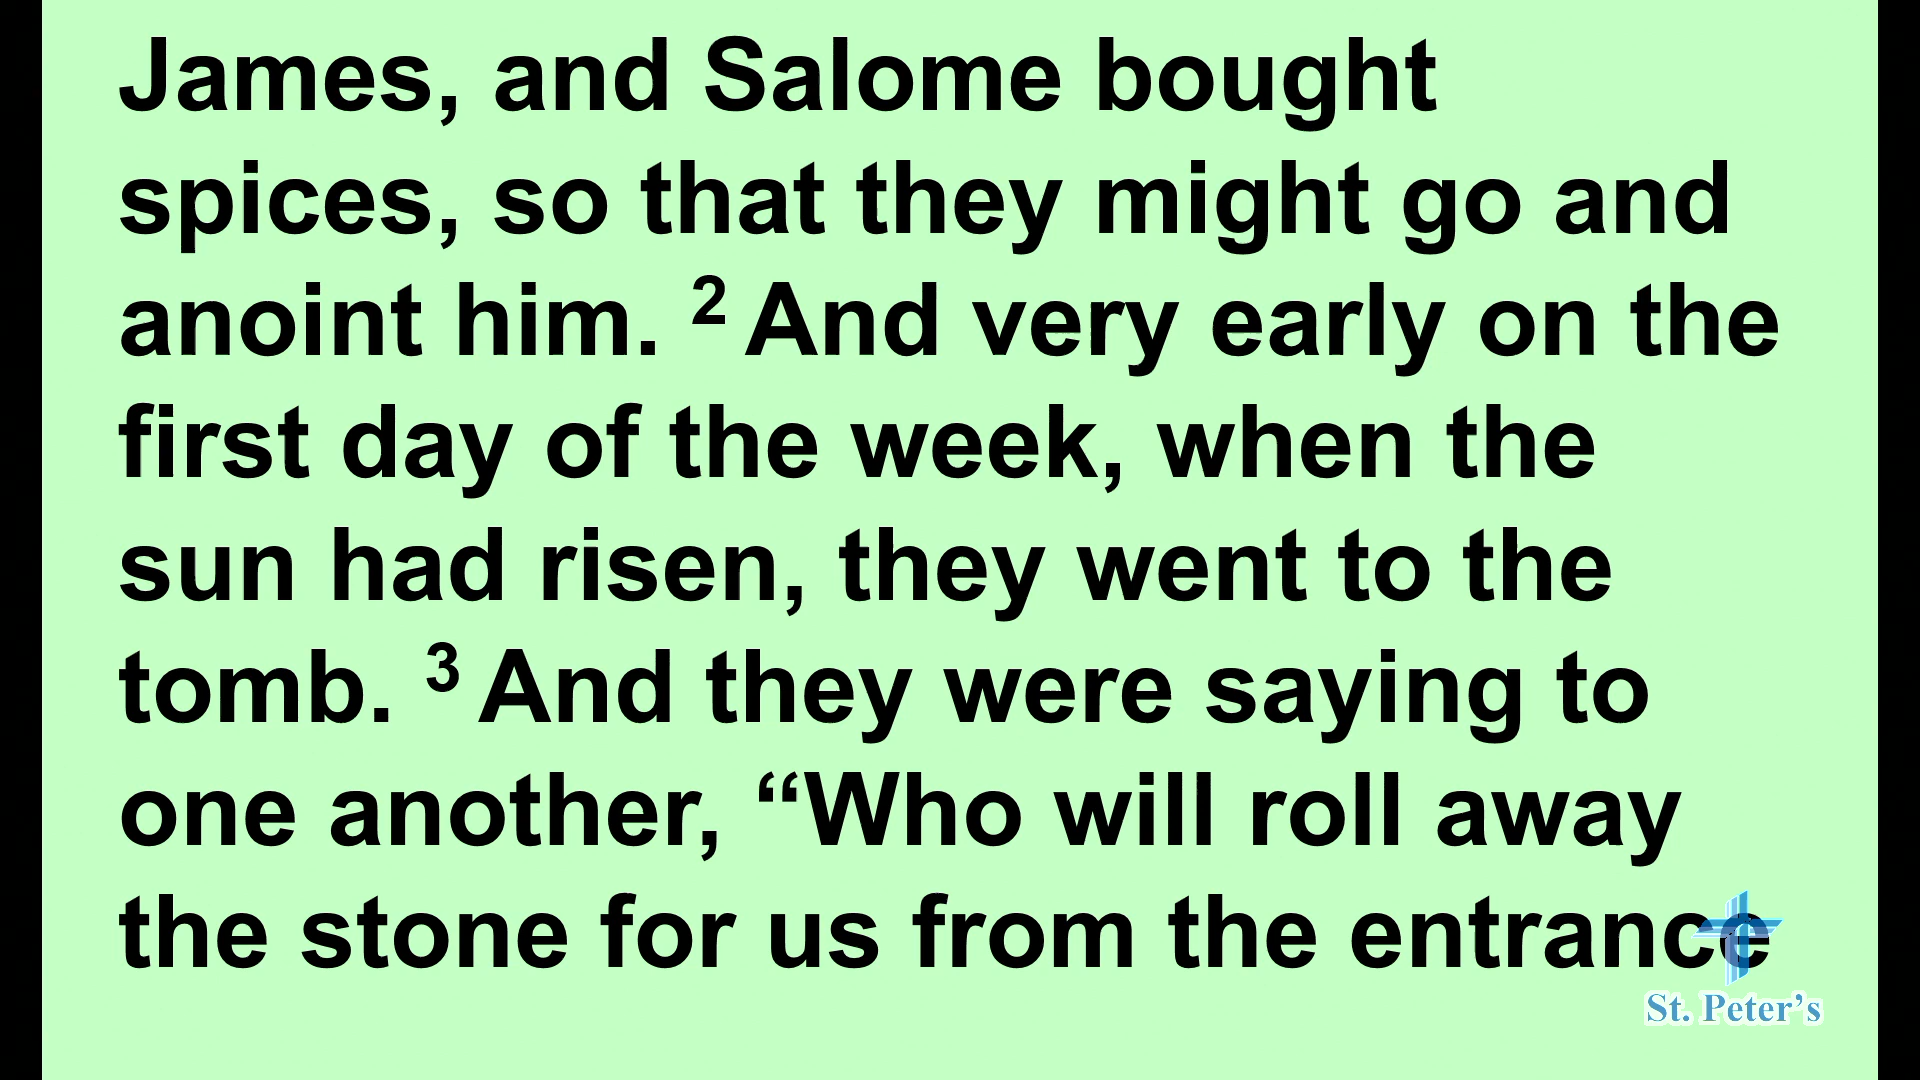 James, and Salome bought
spices, so that they might go and
anoint him. ² And very early on the
first day of the week, when the
sun had risen, they went to the
tomb. ³ And they were saying to
one another, “Who will roll away
the stone for us from the entrance
St. Peter’s